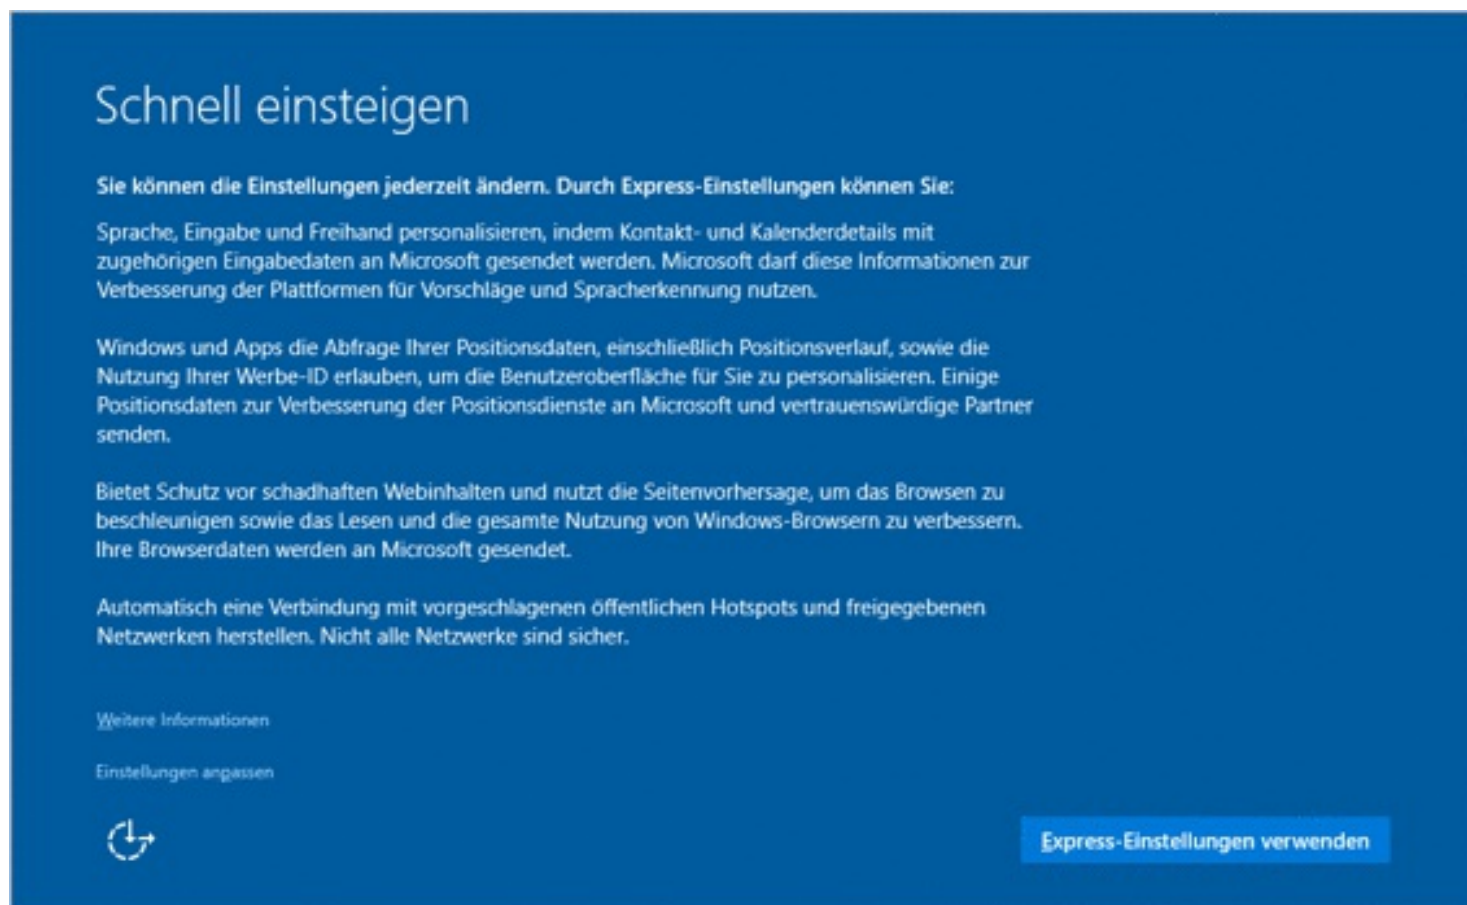 Schnell einsteigen
Sie können die Einstellungen jederzeit ändern. Durch Express-Einstellungen können Sie:
Sprache, Eingabe und Freihand personalisieren, indem Kontakt- und Kalenderdetails mit
zugehörigen Eingabedaten an Microsoft gesendet werden. Microsoft darf diese Informationen zur
Verbesserung der Plattformen für Vorschläge und Spracherkennung nutzen.
Windows und Apps die Abfrage Ihrer Positionsdaten, einschließlich Positionsverlauf, sowie die
Nutzung Ihrer Werbe-ID erlauben, um die Benutzeroberfläche für Sie zu personalisieren. Einige
Positionsdaten zur Verbesserung der Positionsdienste an Microsoft und vertrauenswürdige Partner
senden.
Bietet Schutz vor schadhaften Webinhalten und nutzt die Seitenvorhersage, um das Browsen zu
beschleunigen sowie das Lesen und die gesamte Nutzung von Windows-Browsern zu verbessern.
Ihre Browserdaten werden an Microsoft gesendet.
Automatisch eine Verbindung mit vorgeschlagenen öffentlichen Hotspots und freigegebenen
Netzwerken herstellen. Nicht alle Netzwerke sind sicher.
Weitere Informationen
Einstellungen anpassen
Express-Einstellungen verwenden